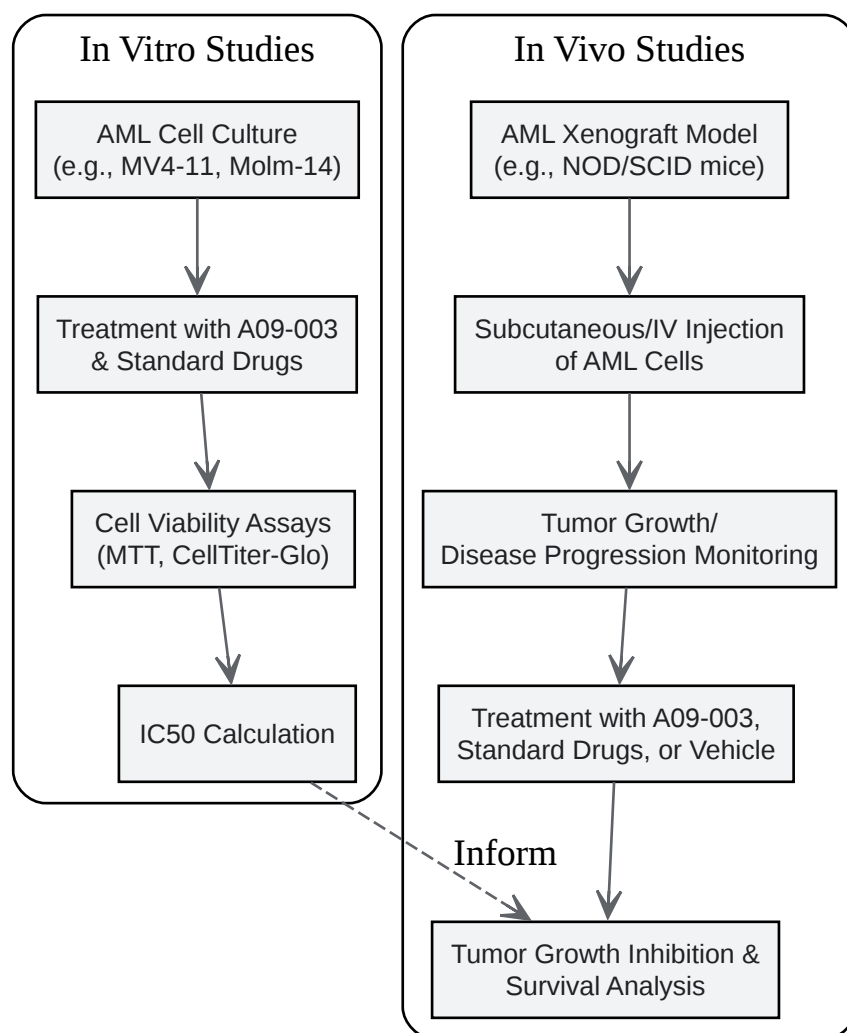 In Vitro Studies
AML Cell Culture
(e.g., MV4-11, Molm-14)
Treatment with A09-003
& Standard Drugs
Cell Viability Assays
(MTT, CellTiter-Glo)
IC50 Calculation
In Vivo Studies
AML Xenograft Model
(e.g., NOD/SCID mice)
Subcutaneous/IV Injection
of AML Cells
Tumor Growth/
Disease Progression Monitoring
Treatment with A09-003,
Standard Drugs, or Vehicle
Inform
Tumor Growth Inhibition &
Survival Analysis